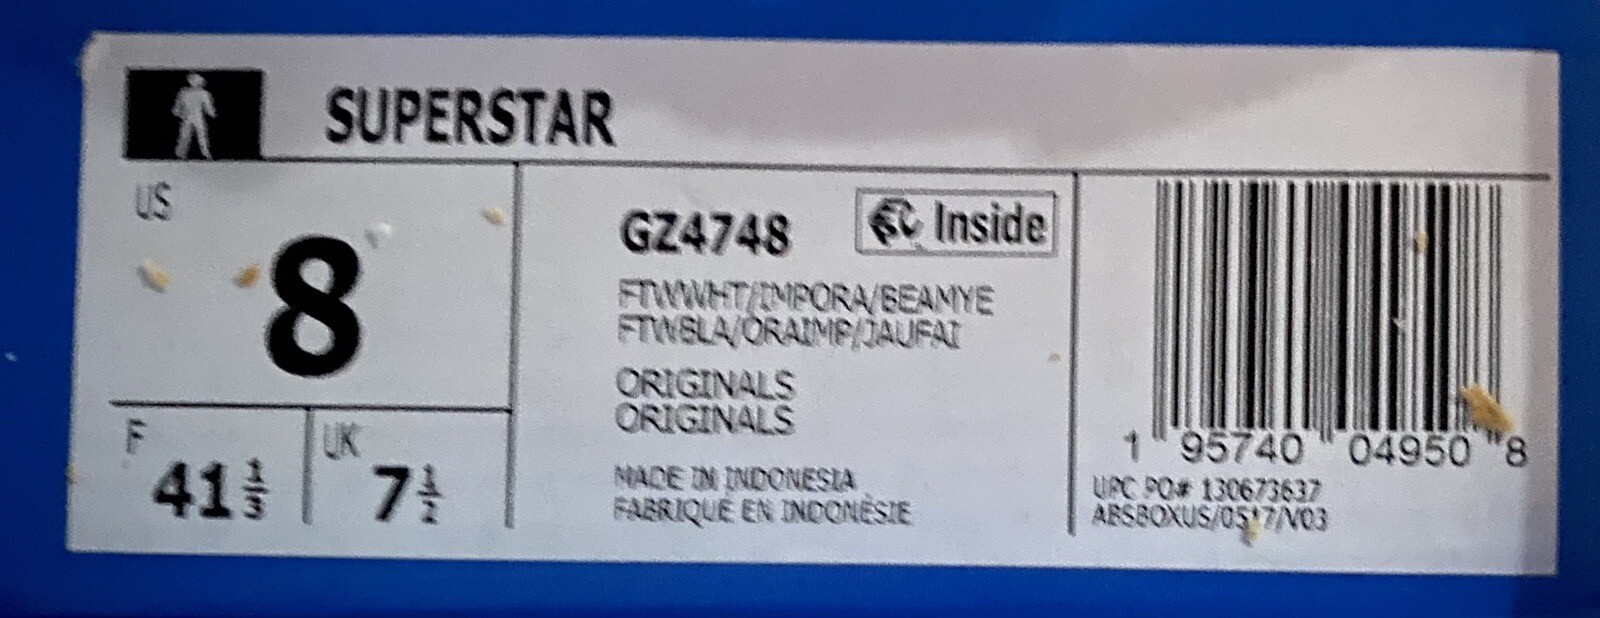 SUPERSTAR
US
8
F
41 1/3
UK
7 1/2
GZ4748
Inside
FTWWHT/IMPORA/BEAMYE
FTWBLA/ORAIMP/JAUFAI
ORIGINALS
ORIGINALS
MADE IN INDONESIA
FABRIQUÉ EN INDONÉSIE
1 95740 04950 8
UPC PO# 130673637
ABSBOXUS/0517/V03